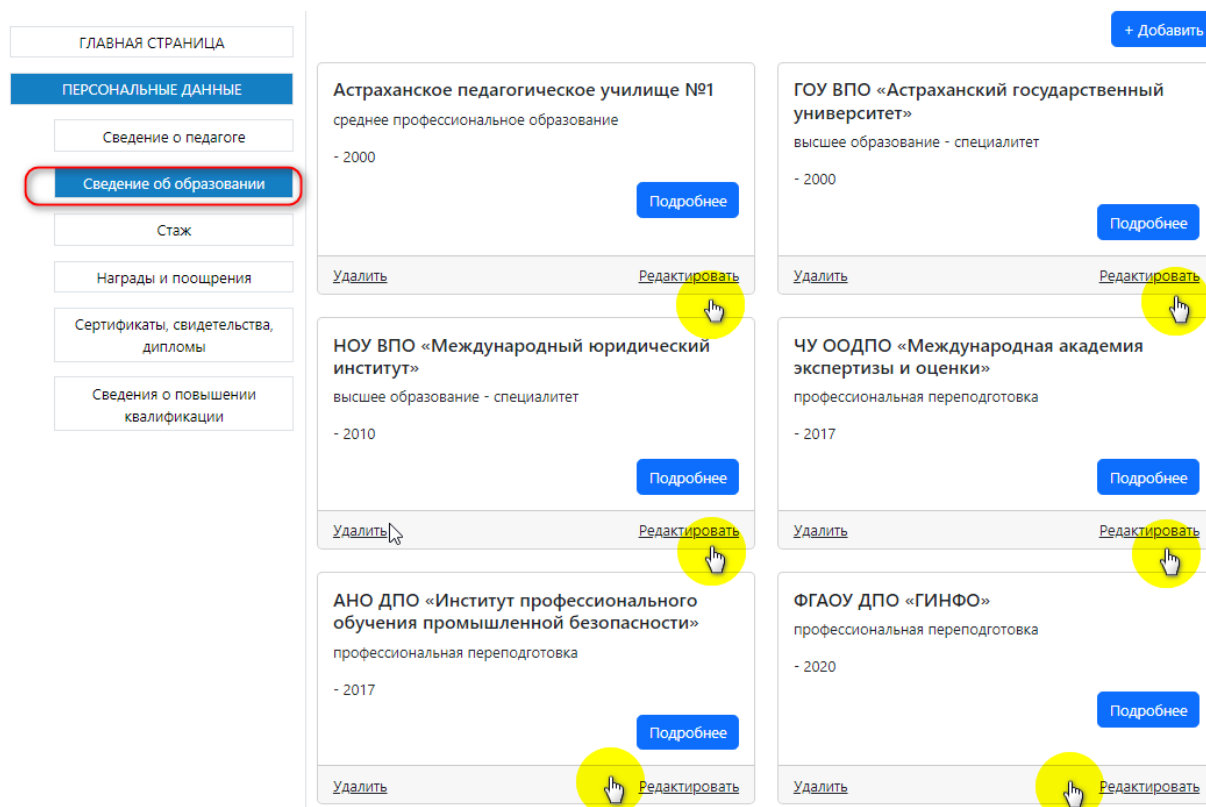 + Добавить
ГЛАВНАЯ СТРАНИЦА
ПЕРСОНАЛЬНЫЕ ДАННЫЕ
Сведение о педагоге
Сведение об образовании
Стаж
Награды и поощрения
Сертификаты, свидетельства,
дипломы
Сведения о повышении
квалификации
Астраханское педагогическое училище №1
среднее профессиональное образование
- 2000
Подробнее
Удалить
Редактировать
ГОУ ВПО «Астраханский государственный
университет»
высшее образование - специалитет
- 2000
Подробнее
Удалить
Редактировать
НОУ ВПО «Международный юридический
институт»
высшее образование - специалитет
- 2010
Подробнее
Удалить
Редактировать
ЧУ ООДПО «Международная академия
экспертизы и оценки»
профессиональная переподготовка
- 2017
Подробнее
Удалить
Редактировать
АНО ДПО «Институт профессионального
обучения промышленной безопасности»
профессиональная переподготовка
- 2017
Подробнее
Удалить
Редактировать
ФГАОУ ДПО «ГИНФО»
профессиональная переподготовка
- 2020
Подробнее
Удалить
Редактировать